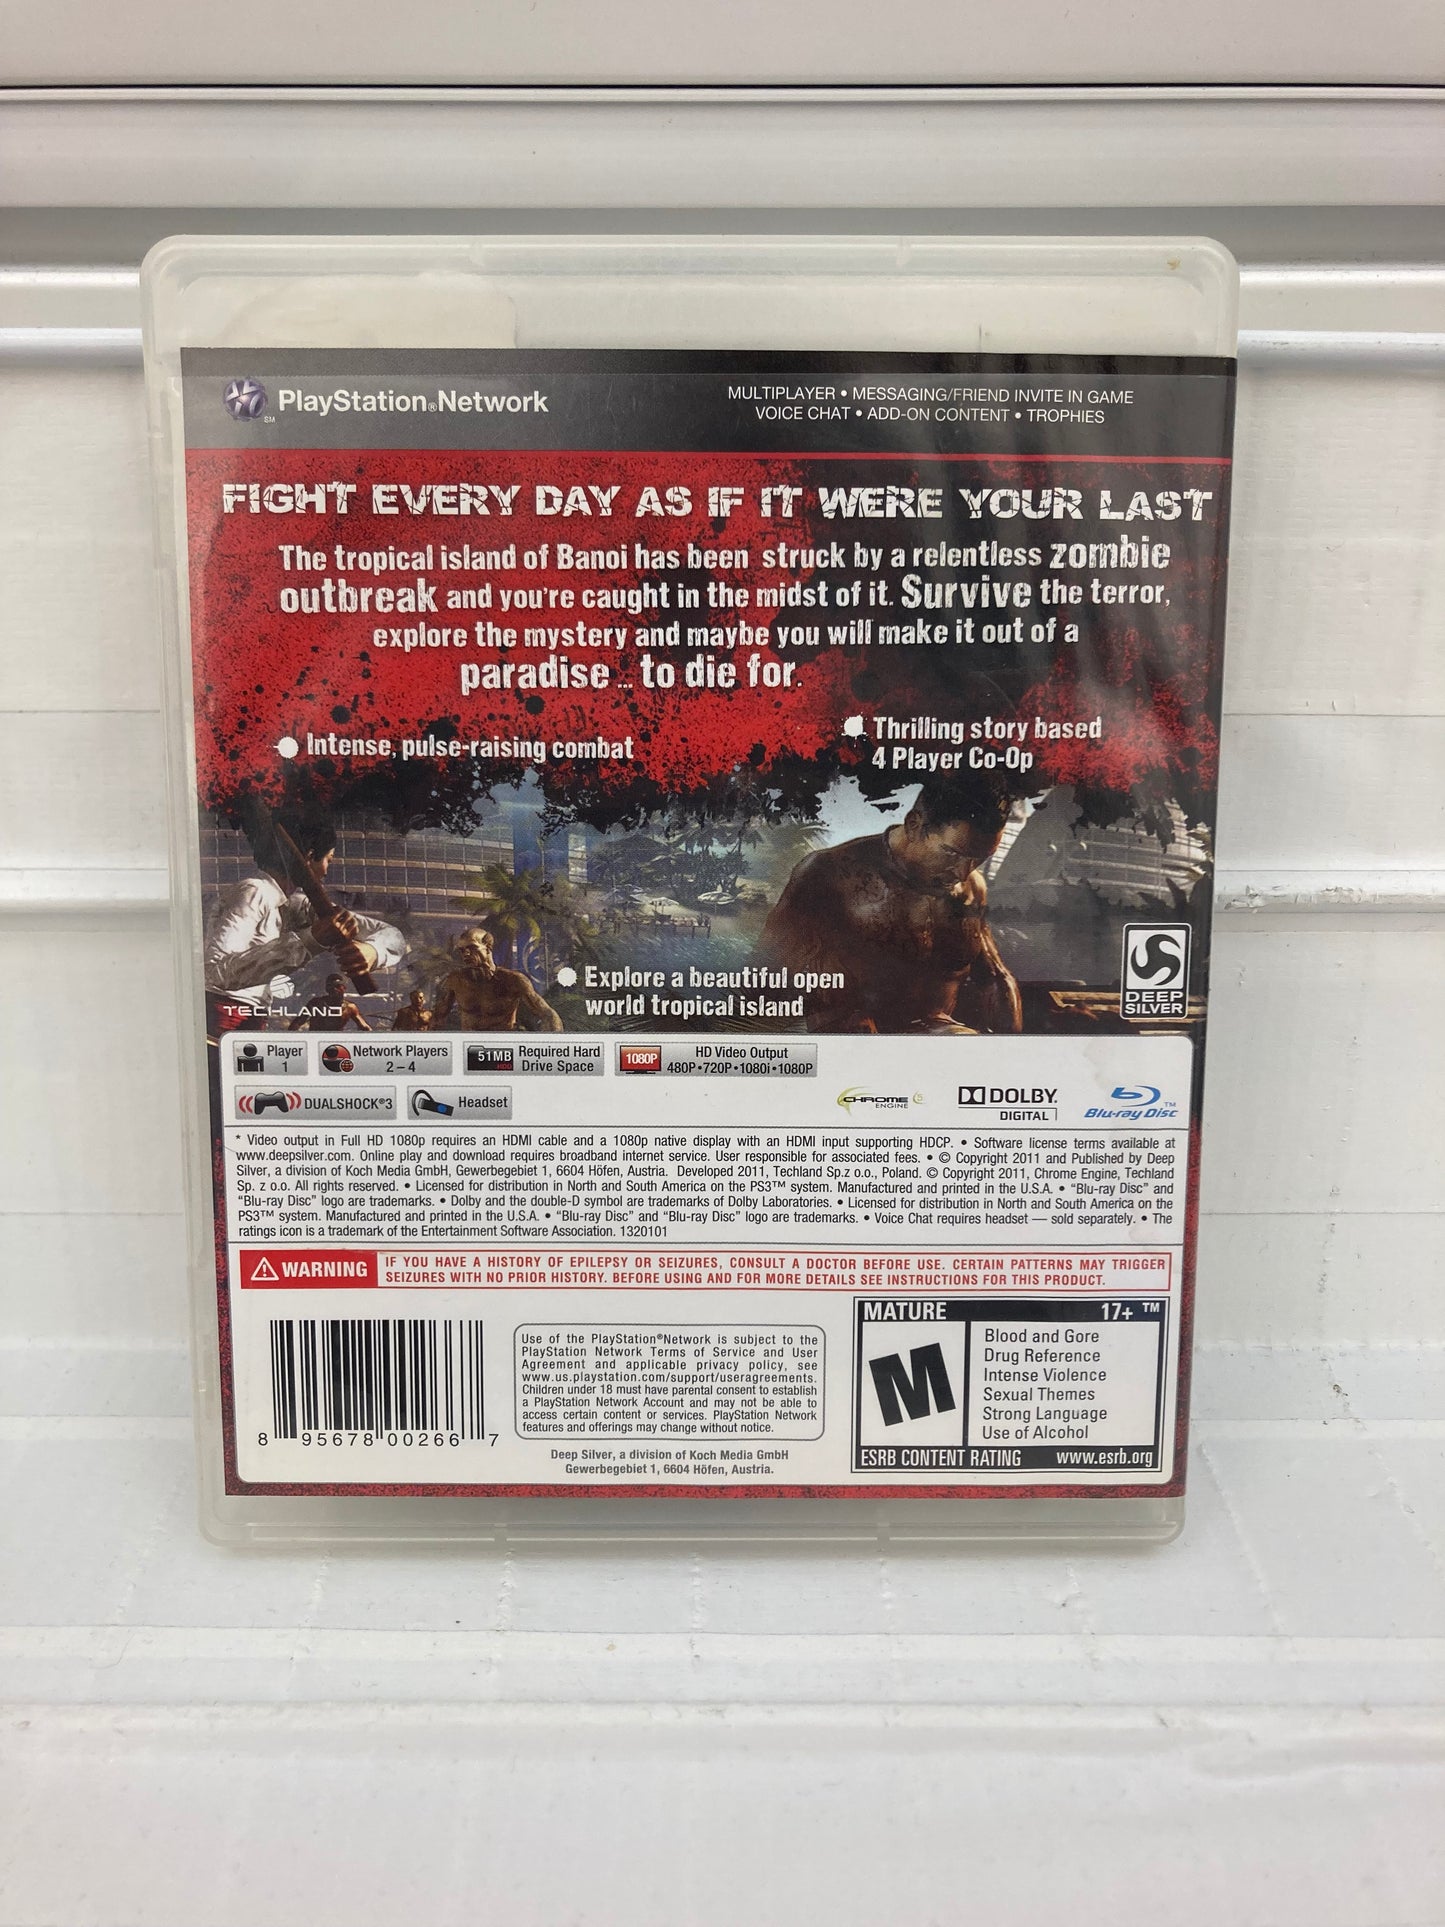 PlayStation®Network
SM
MULTIPLAYER • MESSAGING/FRIEND INVITE IN GAME
VOICE CHAT • ADD-ON CONTENT • TROPHIES
FIGHT EVERY DAY AS IF IT WERE YOUR LAST
The tropical island of Banoi has been struck by a relentless zombie
outbreak and you're caught in the midst of it. Survive the terror,
explore the mystery and maybe you will make it out of a
paradise ... to die for.
Intense, pulse-raising combat
Thrilling story based
4 Player Co-Op
Explore a beautiful open
world tropical island
TECHLAND
DEEP
SILVER
Player
1
Network Players
2 – 4
51MB
Required Hard
Drive Space
1080P
HD Video Output
480P•720P•1080i•1080P
DUALSHOCK®3
Headset
CHROME 5
ENGINE
DOLBY
DIGITAL
Blu-ray Disc™
* Video output in Full HD 1080p requires an HDMI cable and a 1080p native display with an HDMI input supporting HDCP. • Software license terms available at
www.deepsilver.com. Online play and download requires broadband internet service. User responsible for associated fees. • © Copyright 2011 and Published by Deep
Silver, a division of Koch Media GmbH, Gewerbegebiet 1, 6604 Höfen, Austria. Developed 2011, Techland Sp.z o.o., Poland. © Copyright 2011, Chrome Engine, Techland
Sp. z o.o. All rights reserved. • Licensed for distribution in North and South America on the PS3™ system. Manufactured and printed in the U.S.A. • “Blu-ray Disc” and
“Blu-ray Disc” logo are trademarks. • Dolby and the double-D symbol are trademarks of Dolby Laboratories. • Licensed for distribution in North and South America on the
PS3™ system. Manufactured and printed in the U.S.A. • “Blu-ray Disc” and “Blu-ray Disc” logo are trademarks. • Voice Chat requires headset — sold separately. • The
ratings icon is a trademark of the Entertainment Software Association. 1320101
WARNING
IF YOU HAVE A HISTORY OF EPILEPSY OR SEIZURES, CONSULT A DOCTOR BEFORE USE. CERTAIN PATTERNS MAY TRIGGER
SEIZURES WITH NO PRIOR HISTORY. BEFORE USING AND FOR MORE DETAILS SEE INSTRUCTIONS FOR THIS PRODUCT.
8 95678 00266 7
Use of the PlayStation®Network is subject to the
PlayStation Network Terms of Service and User
Agreement and applicable privacy policy, see
www.us.playstation.com/support/useragreements.
Children under 18 must have parental consent to establish
a PlayStation Network Account and may not be able to
access certain content or services. PlayStation Network
features and offerings may change without notice.
Deep Silver, a division of Koch Media GmbH
Gewerbegebiet 1, 6604 Höfen, Austria.
MATURE 17+ ™
M
Blood and Gore
Drug Reference
Intense Violence
Sexual Themes
Strong Language
Use of Alcohol
ESRB CONTENT RATING www.esrb.org